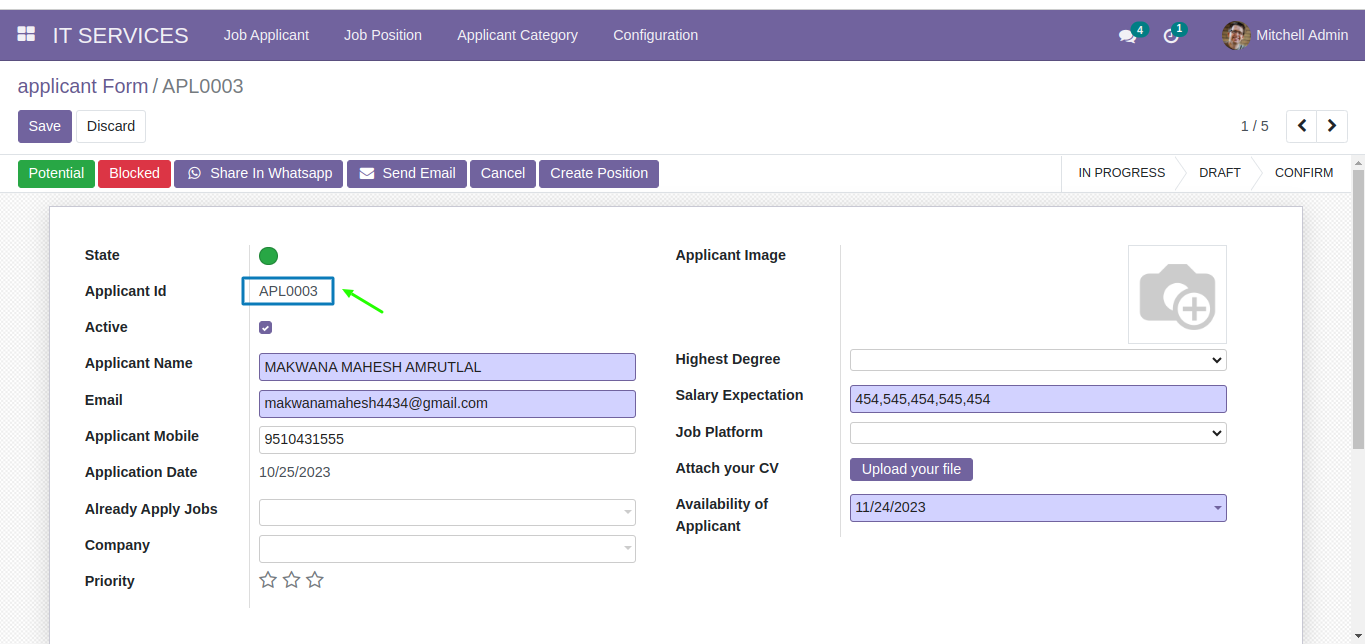 IT SERVICES Job Applicant Job Position Applicant Category Configuration 4 1 Mitchell Admin
applicant Form / APL0003
Save Discard 1 / 5
Potential Blocked Share In Whatsapp Send Email Cancel Create Position IN PROGRESS DRAFT CONFIRM
State
Applicant Id APL0003
Active
Applicant Name MAKWANA MAHESH AMRUTLAL
Email makwanamahesh4434@gmail.com
Applicant Mobile 9510431555
Application Date 10/25/2023
Already Apply Jobs
Company
Priority
Applicant Image
Highest Degree
Salary Expectation 454,545,454,545,454
Job Platform
Attach your CV Upload your file
Availability of 11/24/2023
Applicant